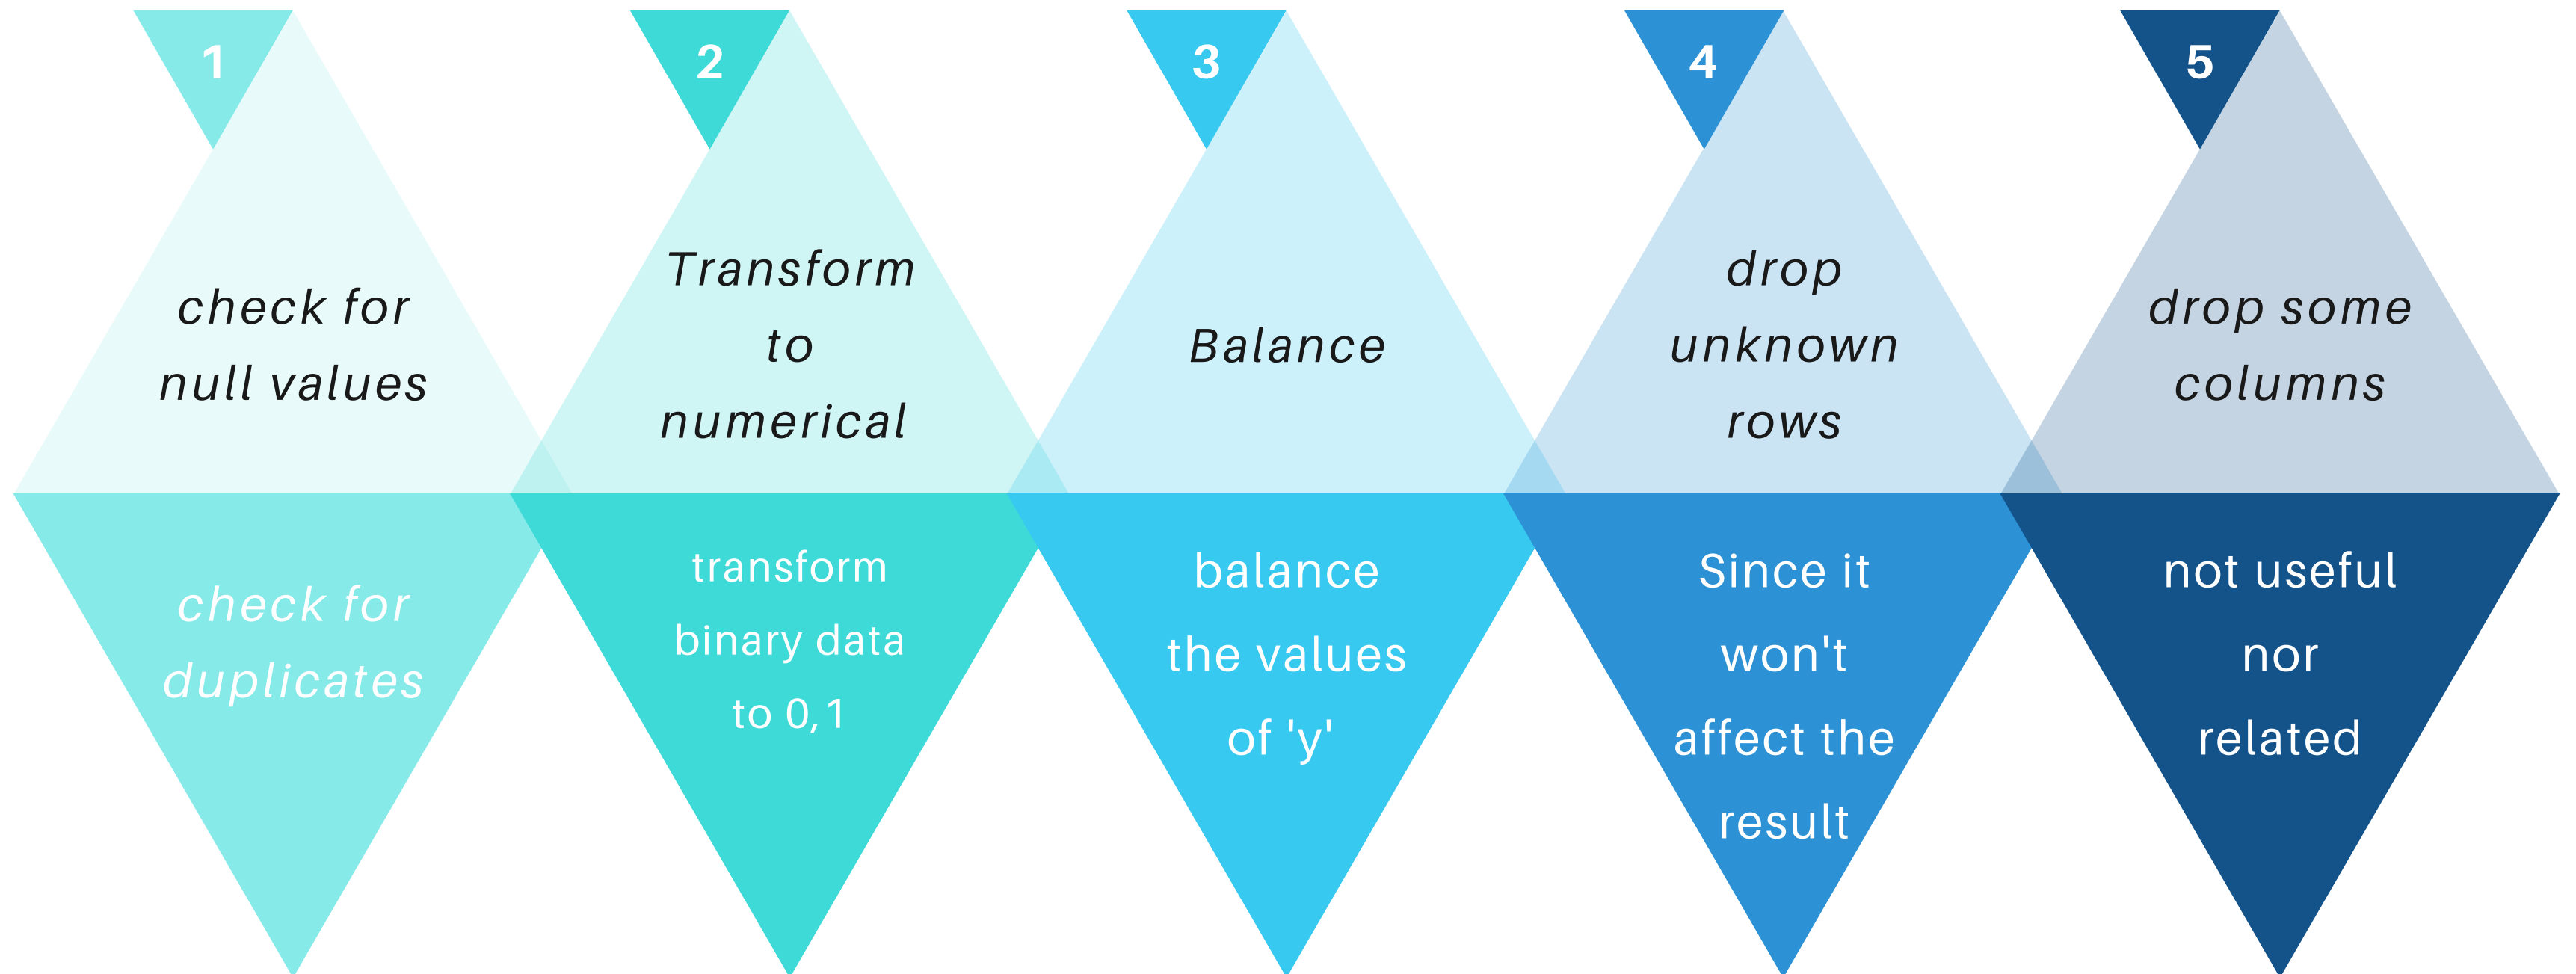 1
check for
null values
check for
duplicates
2
Transform
to
numerical
transform
binary data
to 0,1
3
Balance
balance
the values
of 'y'
4
drop
unknown
rows
Since it
won't
affect the
result
5
drop some
columns
not useful
nor
related